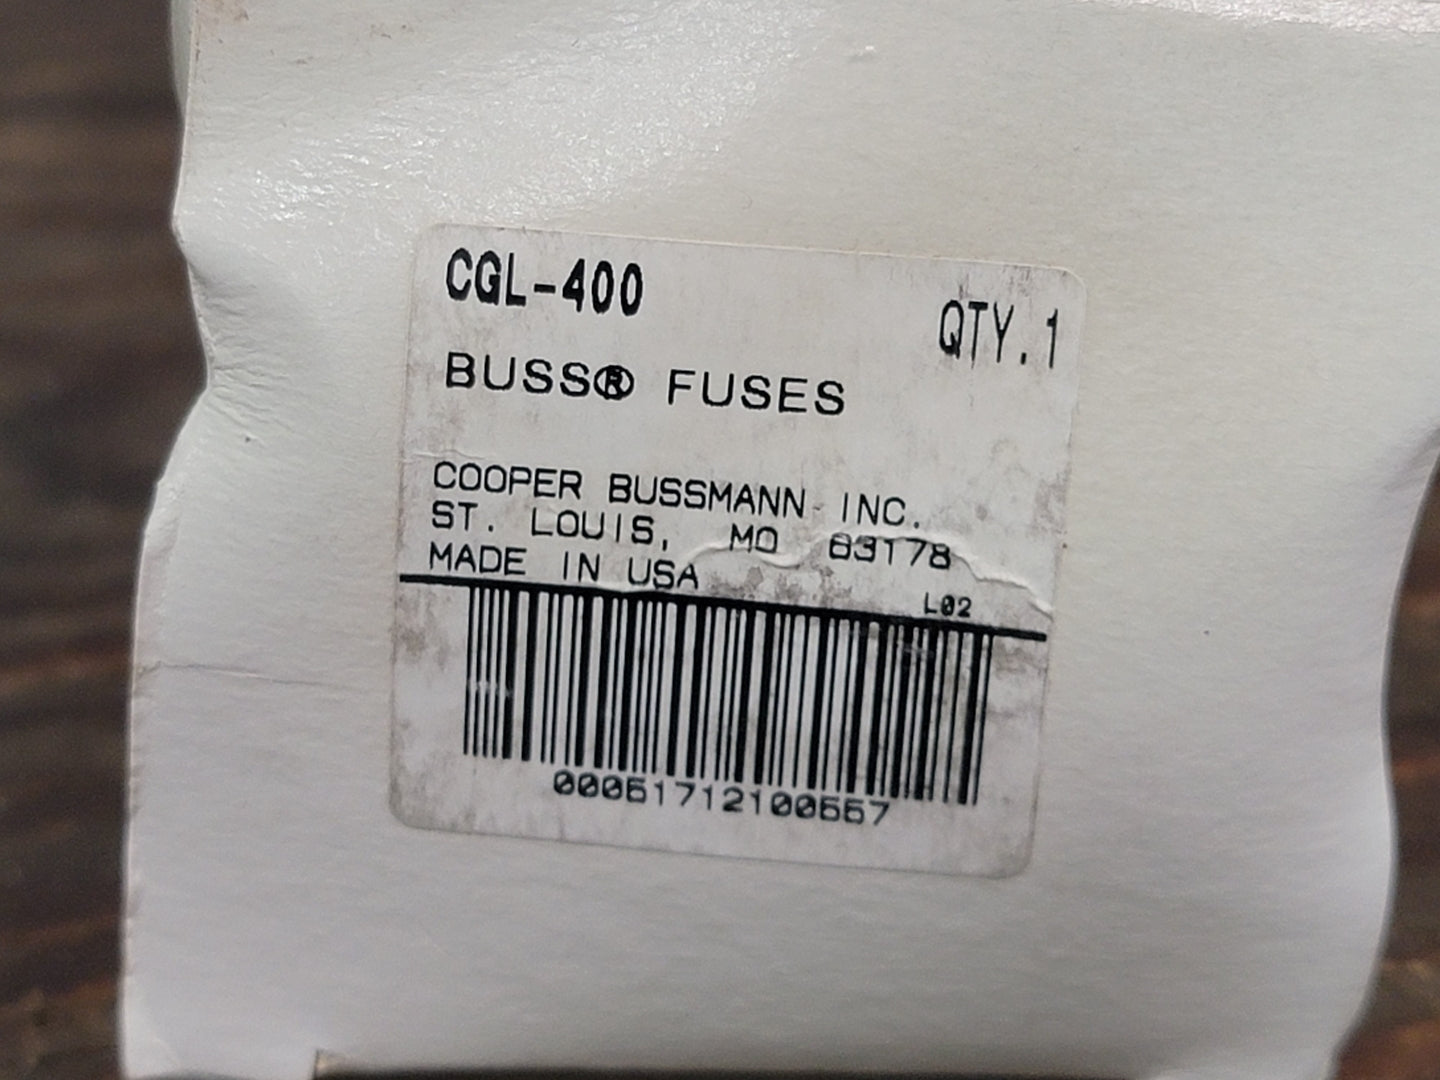 CGL-400
QTY.1
BUSS® FUSES
COOPER BUSSMANN INC.
ST. LOUIS, MO 63178
MADE IN USA
L02
00051712100557